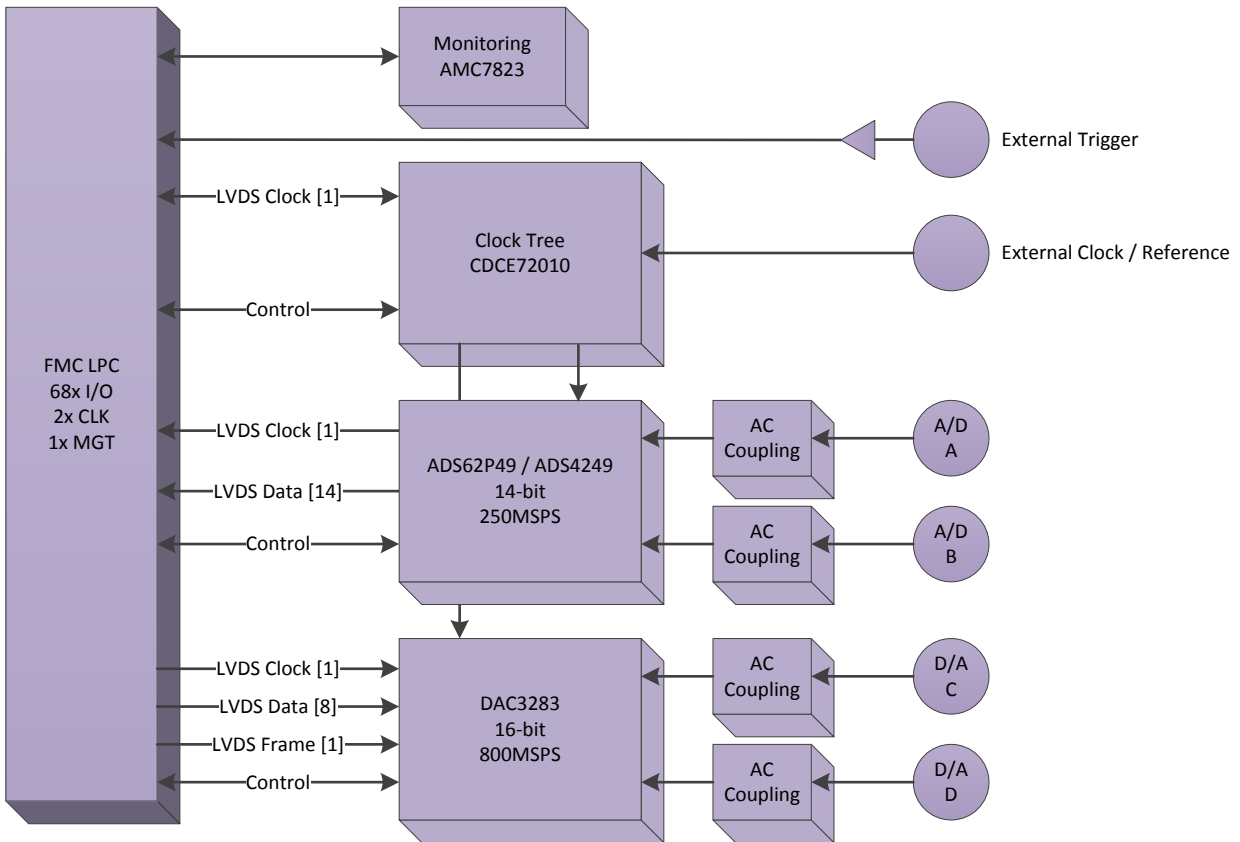 Monitoring
AMC7823
External Trigger
LVDS Clock [1]
Clock Tree
CDCE72010
External Clock / Reference
Control
FMC LPC
68x I/O
2x CLK
1x MGT
LVDS Clock [1]
LVDS Data [14]
Control
ADS62P49 / ADS4249
14-bit
250MSPS
AC
Coupling
A/D
A
AC
Coupling
A/D
B
LVDS Clock [1]
LVDS Data [8]
LVDS Frame [1]
Control
DAC3283
16-bit
800MSPS
AC
Coupling
D/A
C
AC
Coupling
D/A
D